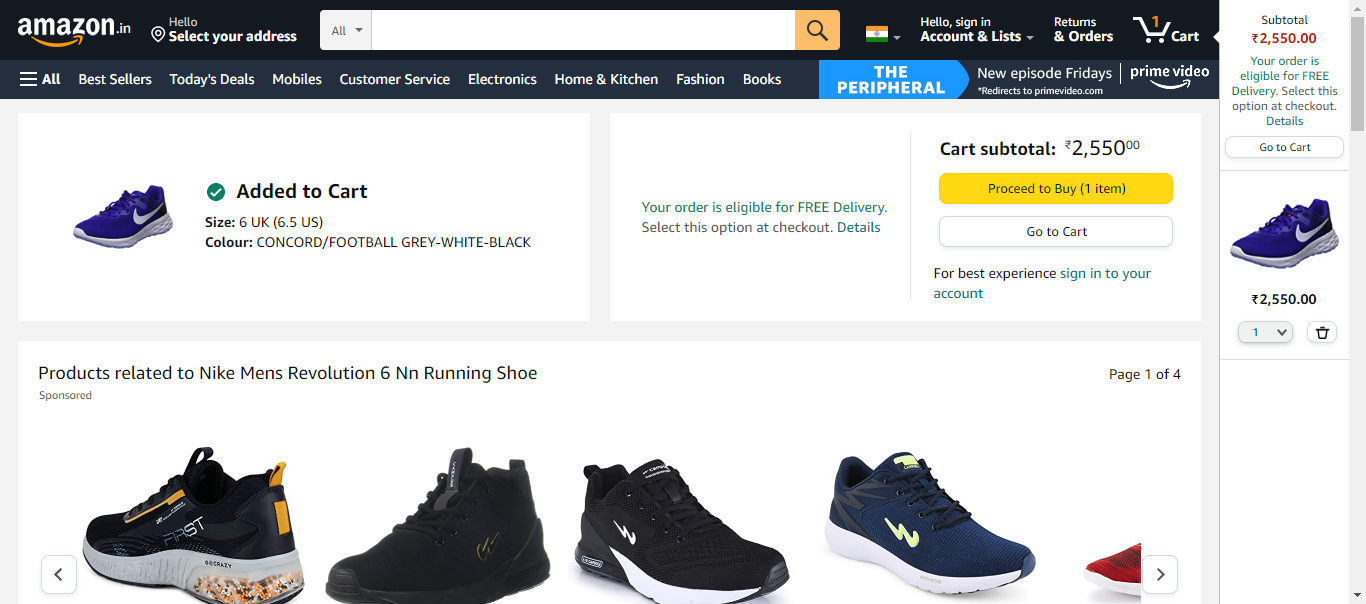 amazon.in
Hello
Select your address
All
Hello, sign in
Account & Lists
Returns
& Orders
1
Cart
All
Best Sellers
Today's Deals
Mobiles
Customer Service
Electronics
Home & Kitchen
Fashion
Books
THE
PERIPHERAL
New episode Fridays
*Redirects to primevideo.com
prime video
Subtotal
₹2,550.00
Your order is
eligible for FREE
Delivery. Select this
option at checkout.
Details
Go to Cart
₹2,550.00
1
Added to Cart
Size: 6 UK (6.5 US)
Colour: CONCORD/FOOTBALL GREY-WHITE-BLACK
Your order is eligible for FREE Delivery.
Select this option at checkout. Details
Cart subtotal: ₹2,55000
Proceed to Buy (1 item)
Go to Cart
For best experience sign in to your
account
Products related to Nike Mens Revolution 6 Nn Running Shoe
Page 1 of 4
Sponsored
FIRST
OGCRAZY